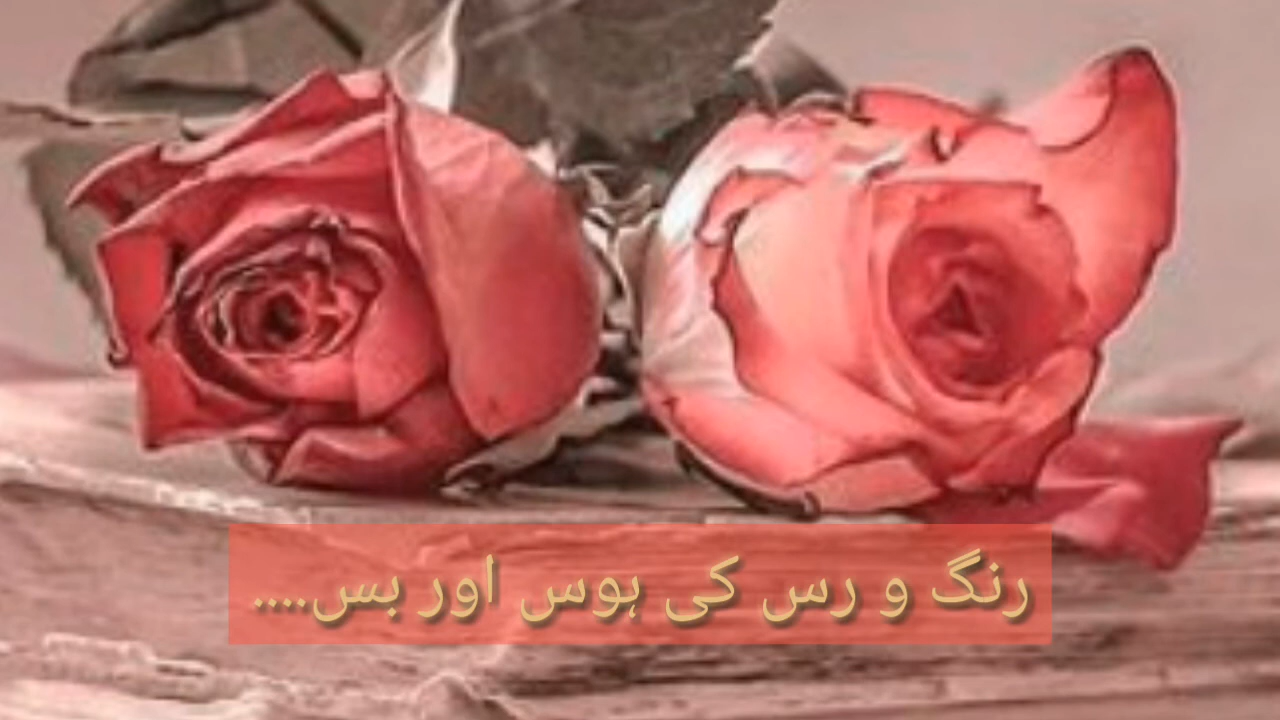 رنگ و رس کی ہوس اور بس....